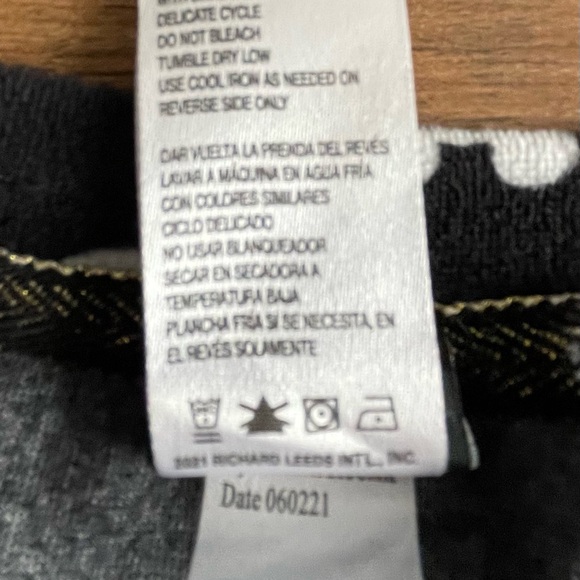 DELICATE CYCLE
DO NOT BLEACH
TUMBLE DRY LOW
USE COOL IRON AS NEEDED ON
REVERSE SIDE ONLY
DAR VUELTA LA PRENDA DEL REVÉS
LAVAR A MÁQUINA EN AGUA FRÍA
CON COLORES SIMILARES
CICLO DELICADO
NO USAR BLANQUEADOR
SECAR EN SECADORA A
TEMPERATURA BAJA
PLANCHA FRÍA SI SE NECESITA, EN
EL REVÉS SOLAMENTE
2021 RICHARD LEEDS INT'L., INC.
Date 060221